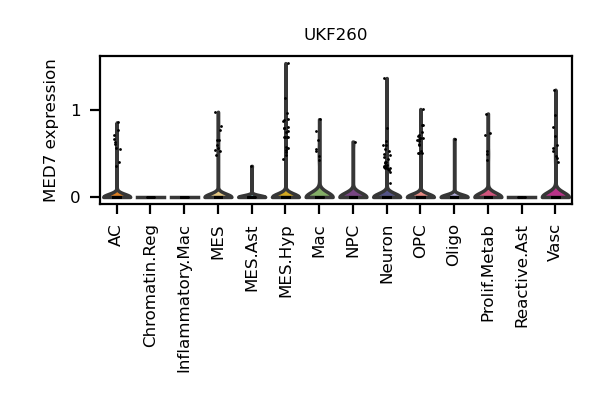 UKF260
MED7 expression
1
0
AC
Chromatin.Reg
Inflammatory.Mac
MES
MES.Ast
MES.Hyp
Mac
NPC
Neuron
OPC
Oligo
Prolif.Metab
Reactive.Ast
Vasc